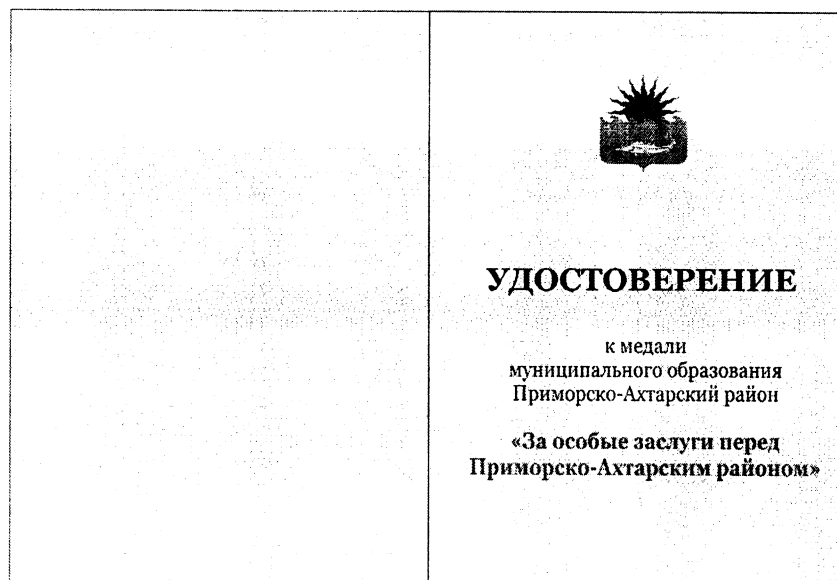 УДОСТОВЕРЕНИЕ
к медали
муниципального образования
Приморско-Ахтарский район
«За особые заслуги перед
Приморско-Ахтарским районом»